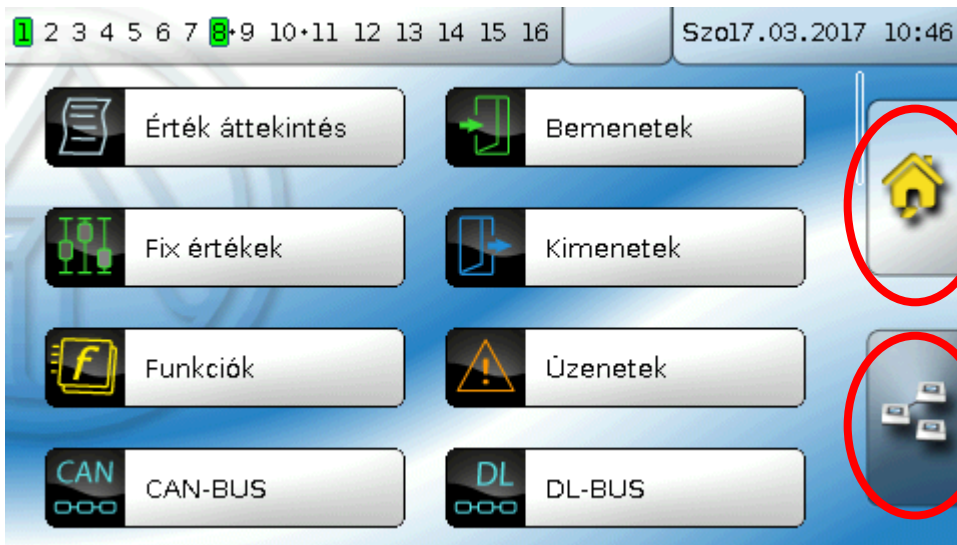 1 2 3 4 5 6 7 8•9 10•11 12 13 14 15 16 Szo17.03.2017 10:46
Érték áttekintés Bemenetek
Fix értékek Kimenetek
f Funkciók Üzenetek
CAN CAN-BUS DL DL-BUS